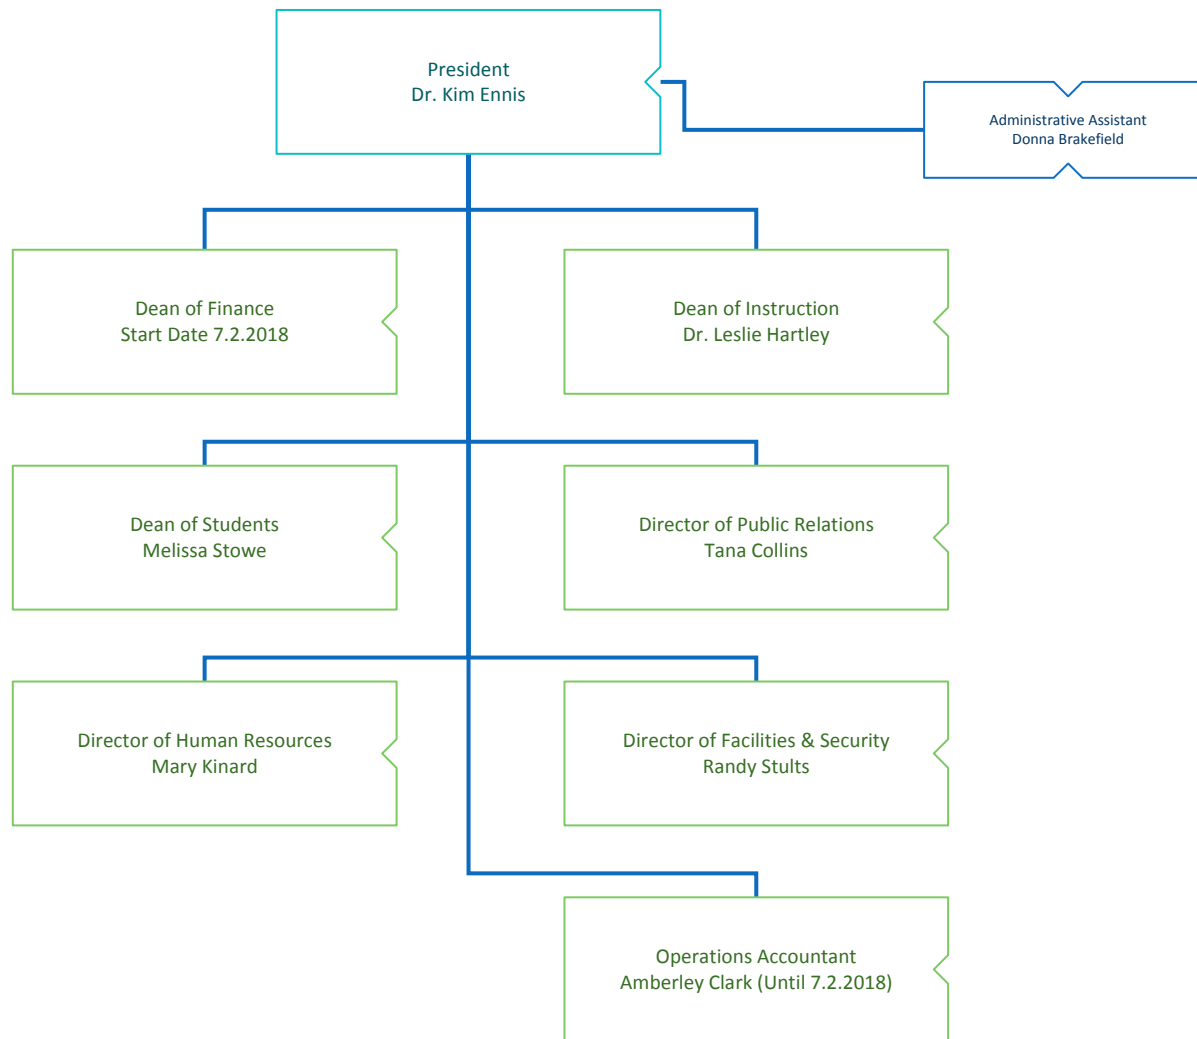 President
Dr. Kim Ennis
Administrative Assistant
Donna Brakefield
Dean of Finance
Start Date 7.2.2018
Dean of Instruction
Dr. Leslie Hartley
Dean of Students
Melissa Stowe
Director of Public Relations
Tana Collins
Director of Human Resources
Mary Kinard
Director of Facilities & Security
Randy Stults
Operations Accountant
Amberley Clark (Until 7.2.2018)